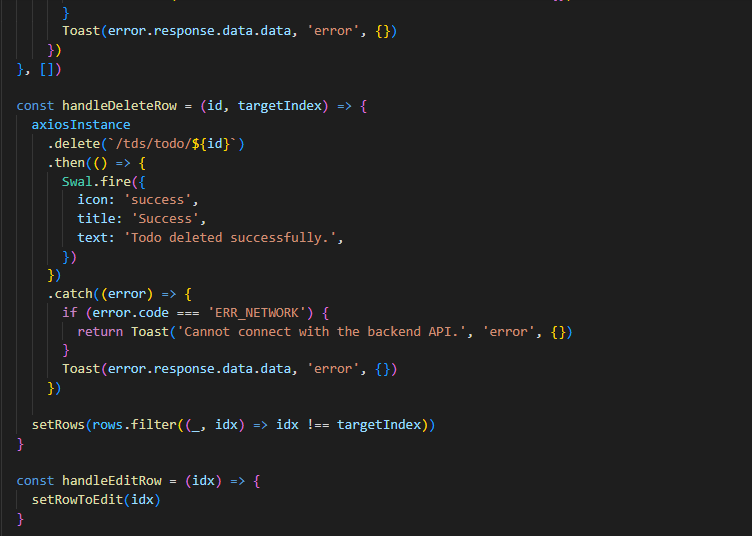 }
Toast(error.response.data.data, 'error', {})
})
}, [])
const handleDeleteRow = (id, targetIndex) => {
axiosInstance
.delete(`/tds/todo/${id}`)
.then(() => {
Swal.fire({
icon: 'success',
title: 'Success',
text: 'Todo deleted successfully.',
})
})
.catch((error) => {
if (error.code === 'ERR_NETWORK') {
return Toast('Cannot connect with the backend API.', 'error', {})
}
Toast(error.response.data.data, 'error', {})
})
setRows(rows.filter((_, idx) => idx !== targetIndex))
}
const handleEditRow = (idx) => {
setRowToEdit(idx)
}